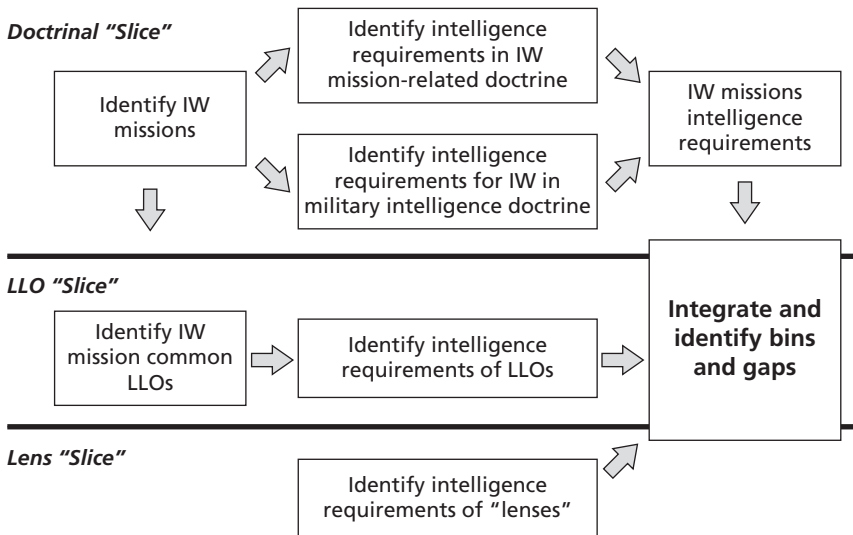 Doctrinal “Slice”
Identify IW
missions
Identify intelligence
requirements in IW
mission-related doctrine
Identify intelligence
requirements for IW in
military intelligence doctrine
IW missions
intelligence
requirements
LLO “Slice”
Identify IW
mission common
LLOs
Identify intelligence
requirements of LLOs
Integrate and
identify bins
and gaps
Lens “Slice”
Identify intelligence
requirements of “lenses”